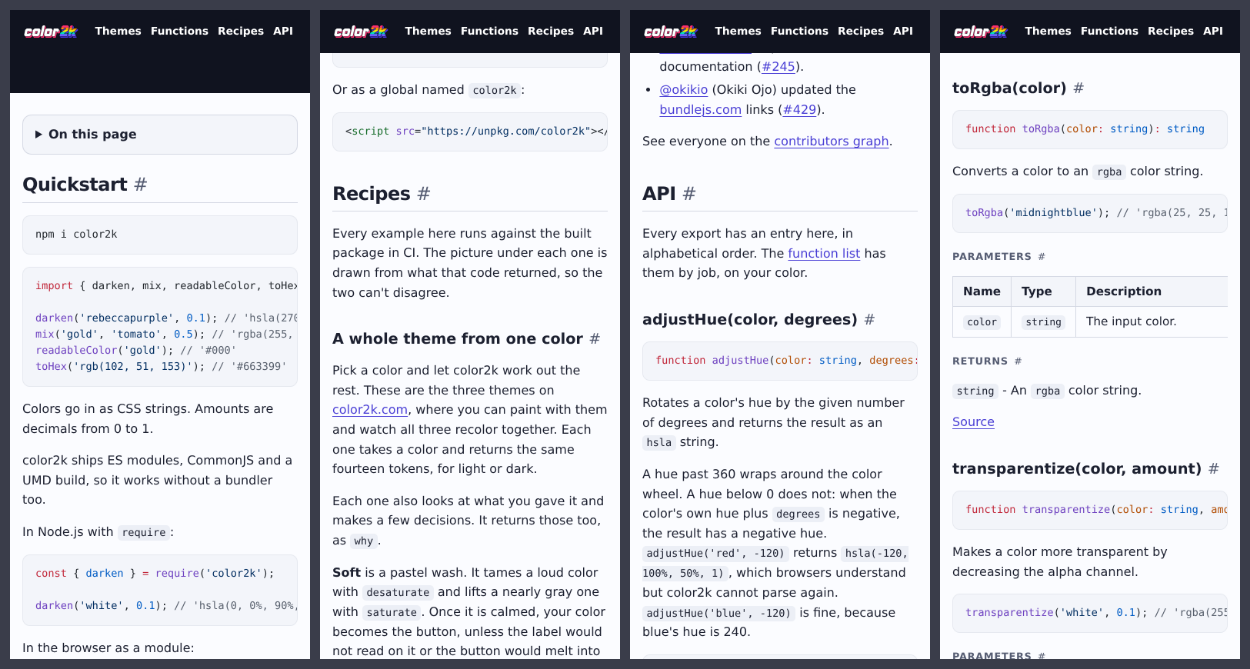 color2k Themes Functions Recipes API
▶ On this page
Quickstart #
npm i color2k
import { darken, mix, readableColor, toHex
darken('rebeccapurple', 0.1); // 'hsla(270
mix('gold', 'tomato', 0.5); // 'rgba(255,
readableColor('gold'); // '#000'
toHex('rgb(102, 51, 153)'); // '#663399'
Colors go in as CSS strings. Amounts are
decimals from 0 to 1.
color2k ships ES modules, CommonJS and a
UMD build, so it works without a bundler
too.
In Node.js with require:
const { darken } = require('color2k');
darken('white', 0.1); // 'hsla(0, 0%, 90%,
In the browser as a module:
color2k Themes Functions Recipes API
Or as a global named color2k:
<script src="https://unpkg.com/color2k"></
Recipes #
Every example here runs against the built
package in CI. The picture under each one is
drawn from what that code returned, so the
two can't disagree.
A whole theme from one color #
Pick a color and let color2k work out the
rest. These are the three themes on
color2k.com, where you can paint with them
and watch all three recolor together. Each
one takes a color and returns the same
fourteen tokens, for light or dark.
Each one also looks at what you gave it and
makes a few decisions. It returns those too,
as why.
Soft is a pastel wash. It tames a loud color
with desaturate and lifts a nearly gray one
with saturate. Once it is calmed, your color
becomes the button, unless the label would
not read on it or the button would melt into
color2k Themes Functions Recipes API
documentation (#245).
• @okikio (Okiki Ojo) updated the
bundlejs.com links (#429).
See everyone on the contributors graph.
API #
Every export has an entry here, in
alphabetical order. The function list has
them by job, on your color.
adjustHue(color, degrees) #
function adjustHue(color: string, degrees:
Rotates a color's hue by the given number
of degrees and returns the result as an
hsla string.
A hue past 360 wraps around the color
wheel. A hue below 0 does not: when the
color's own hue plus degrees is negative,
the result has a negative hue.
adjustHue('red', -120) returns hsla(-120,
100%, 50%, 1), which browsers understand
but color2k cannot parse again.
adjustHue('blue', -120) is fine, because
blue's hue is 240.
color2k Themes Functions Recipes API
toRgba(color) #
function toRgba(color: string): string
Converts a color to an rgba color string.
toRgba('midnightblue'); // 'rgba(25, 25, 1
PARAMETERS #
Name Type Description
color string The input color.
RETURNS #
string - An rgba color string.
Source
transparentize(color, amount) #
function transparentize(color: string, amo
Makes a color more transparent by
decreasing the alpha channel.
transparentize('white', 0.1); // 'rgba(255
PARAMETERS #